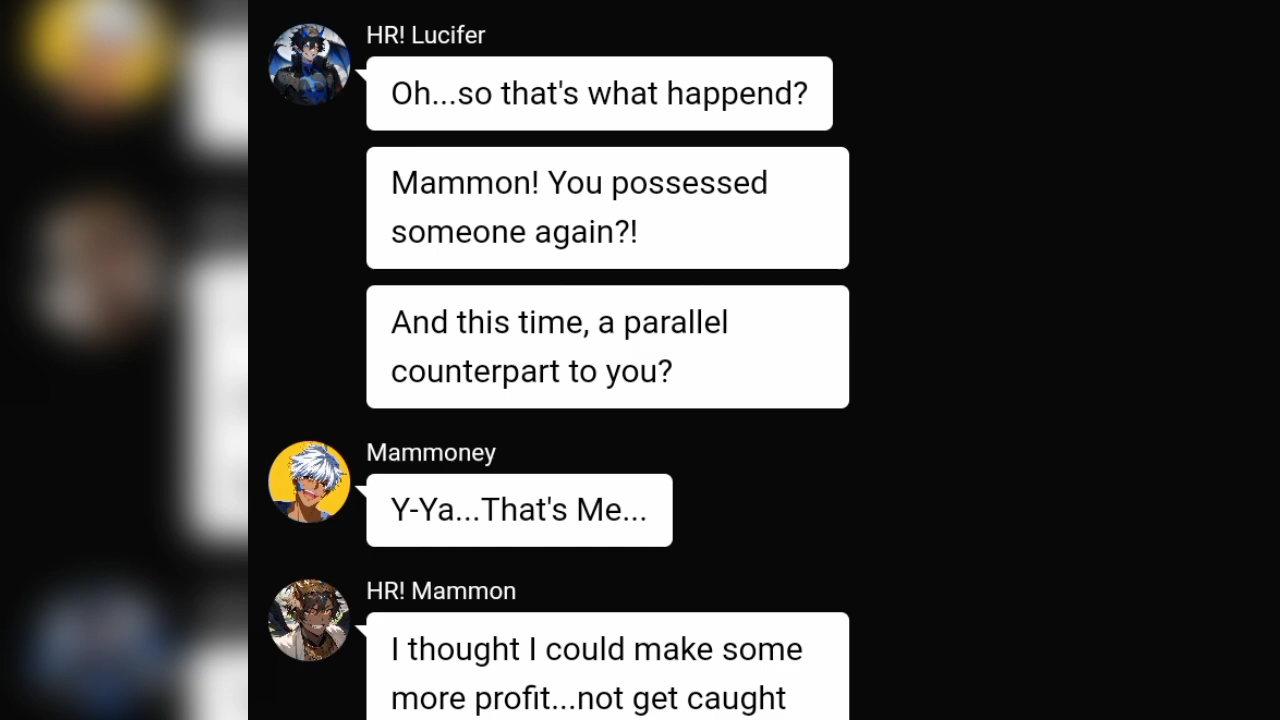 HR! Lucifer
Oh...so that's what happend?
Mammon! You possessed
someone again?!
And this time, a parallel
counterpart to you?
Mammoney
Y-Ya...That's Me...
HR! Mammon
I thought I could make some
more profit...not get caught